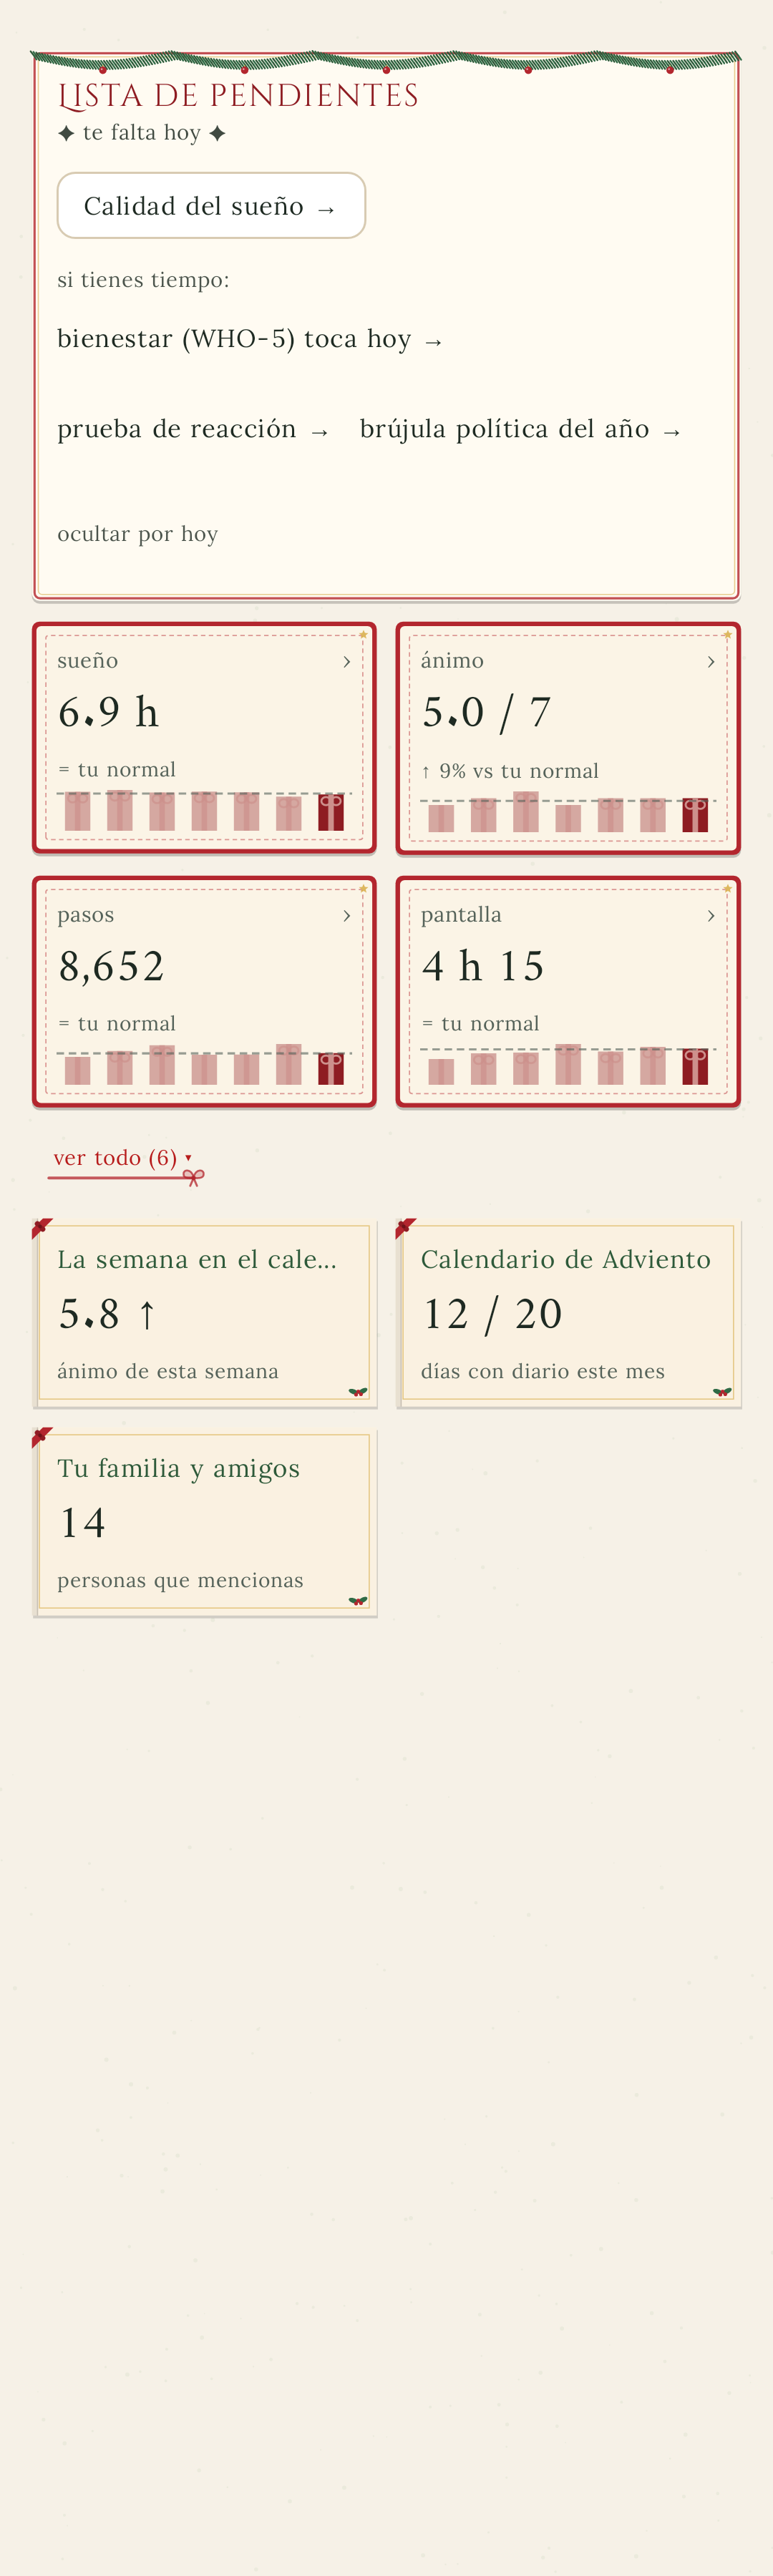 LISTA DE PENDIENTES
✦ te falta hoy ✦
Calidad del sueño →
si tienes tiempo:
bienestar (WHO-5) toca hoy →
prueba de reacción → brújula política del año →
ocultar por hoy
sueño ›
6.9 h
= tu normal
ánimo ›
5.0 / 7
↑ 9% vs tu normal
pasos ›
8,652
= tu normal
pantalla ›
4 h 15
= tu normal
ver todo (6) ▾
La semana en el cale...
5.8 ↑
ánimo de esta semana
Calendario de Adviento
12 / 20
días con diario este mes
Tu familia y amigos
14
personas que mencionas